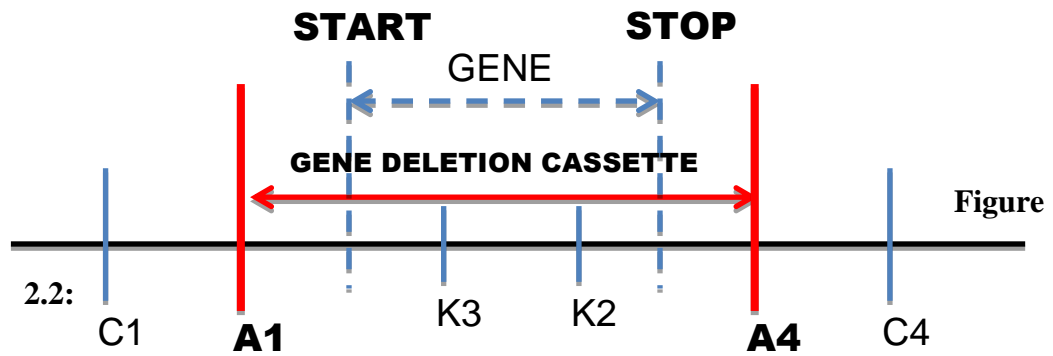 START STOP
GENE
GENE DELETION CASSETTE
Figure
2.2:
C1 A1 K3 K2 A4 C4